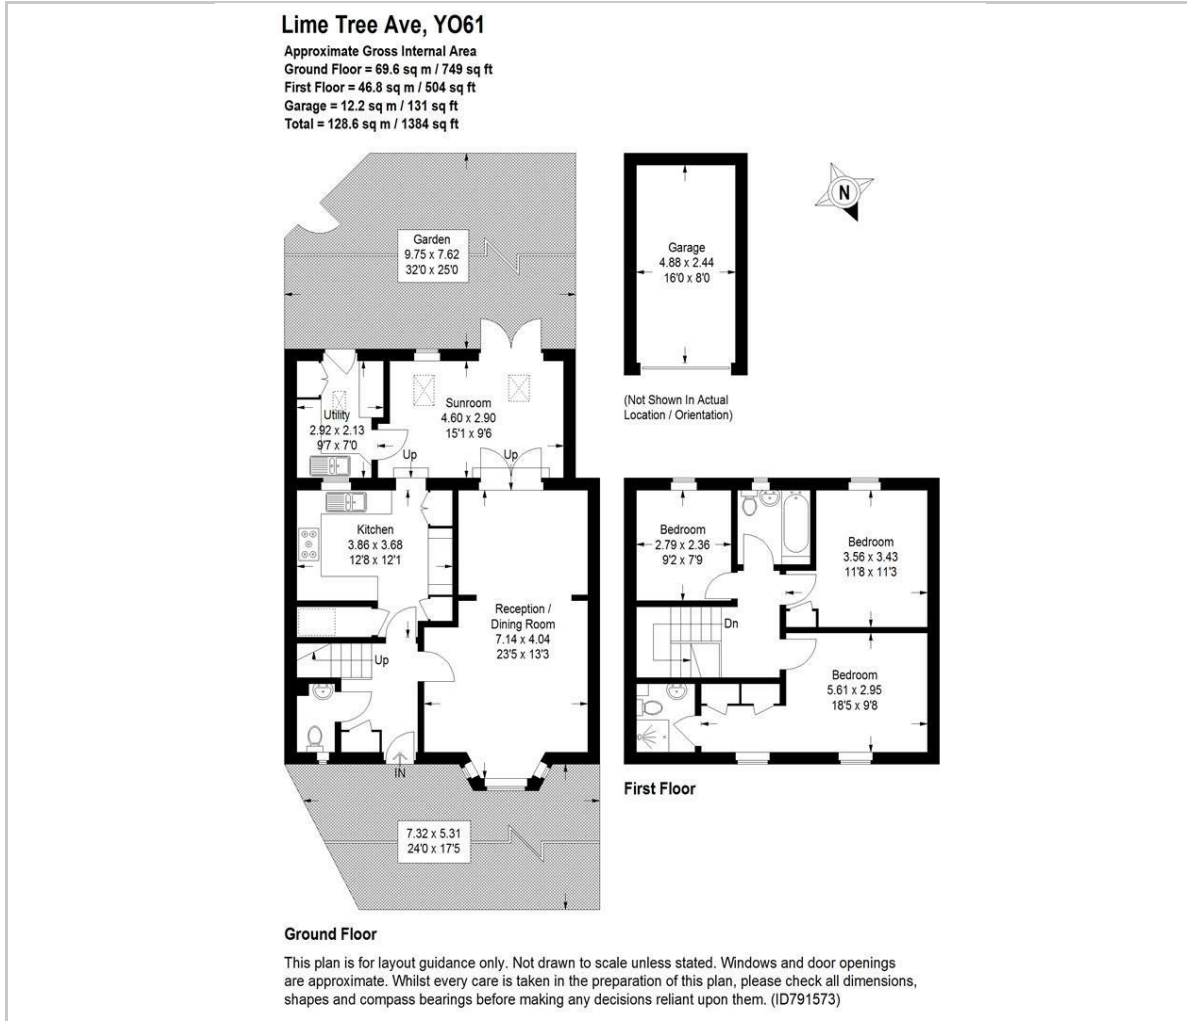 Lime Tree Ave, YO61
Approximate Gross Internal Area
Ground Floor = 69.6 sq m / 749 sq ft
First Floor = 46.8 sq m / 504 sq ft
Garage = 12.2 sq m / 131 sq ft
Total = 128.6 sq m / 1384 sq ft
Garden
9.75 x 7.62
32'0 x 25'0
Garage
4.88 x 2.44
16'0 x 8'0
N
(Not Shown In Actual
Location / Orientation)
Utility
2.92 x 2.13
9'7 x 7'0
Sunroom
4.60 x 2.90
15'1 x 9'6
Up
Up
Kitchen
3.86 x 3.68
12'8 x 12'1
Reception /
Dining Room
7.14 x 4.04
23'5 x 13'3
Up
IN
7.32 x 5.31
24'0 x 17'5
Ground Floor
Bedroom
2.79 x 2.36
9'2 x 7'9
Bedroom
3.56 x 3.43
11'8 x 11'3
Dn
Bedroom
5.61 x 2.95
18'5 x 9'8
First Floor
This plan is for layout guidance only. Not drawn to scale unless stated. Windows and door openings
are approximate. Whilst every care is taken in the preparation of this plan, please check all dimensions,
shapes and compass bearings before making any decisions reliant upon them. (ID791573)